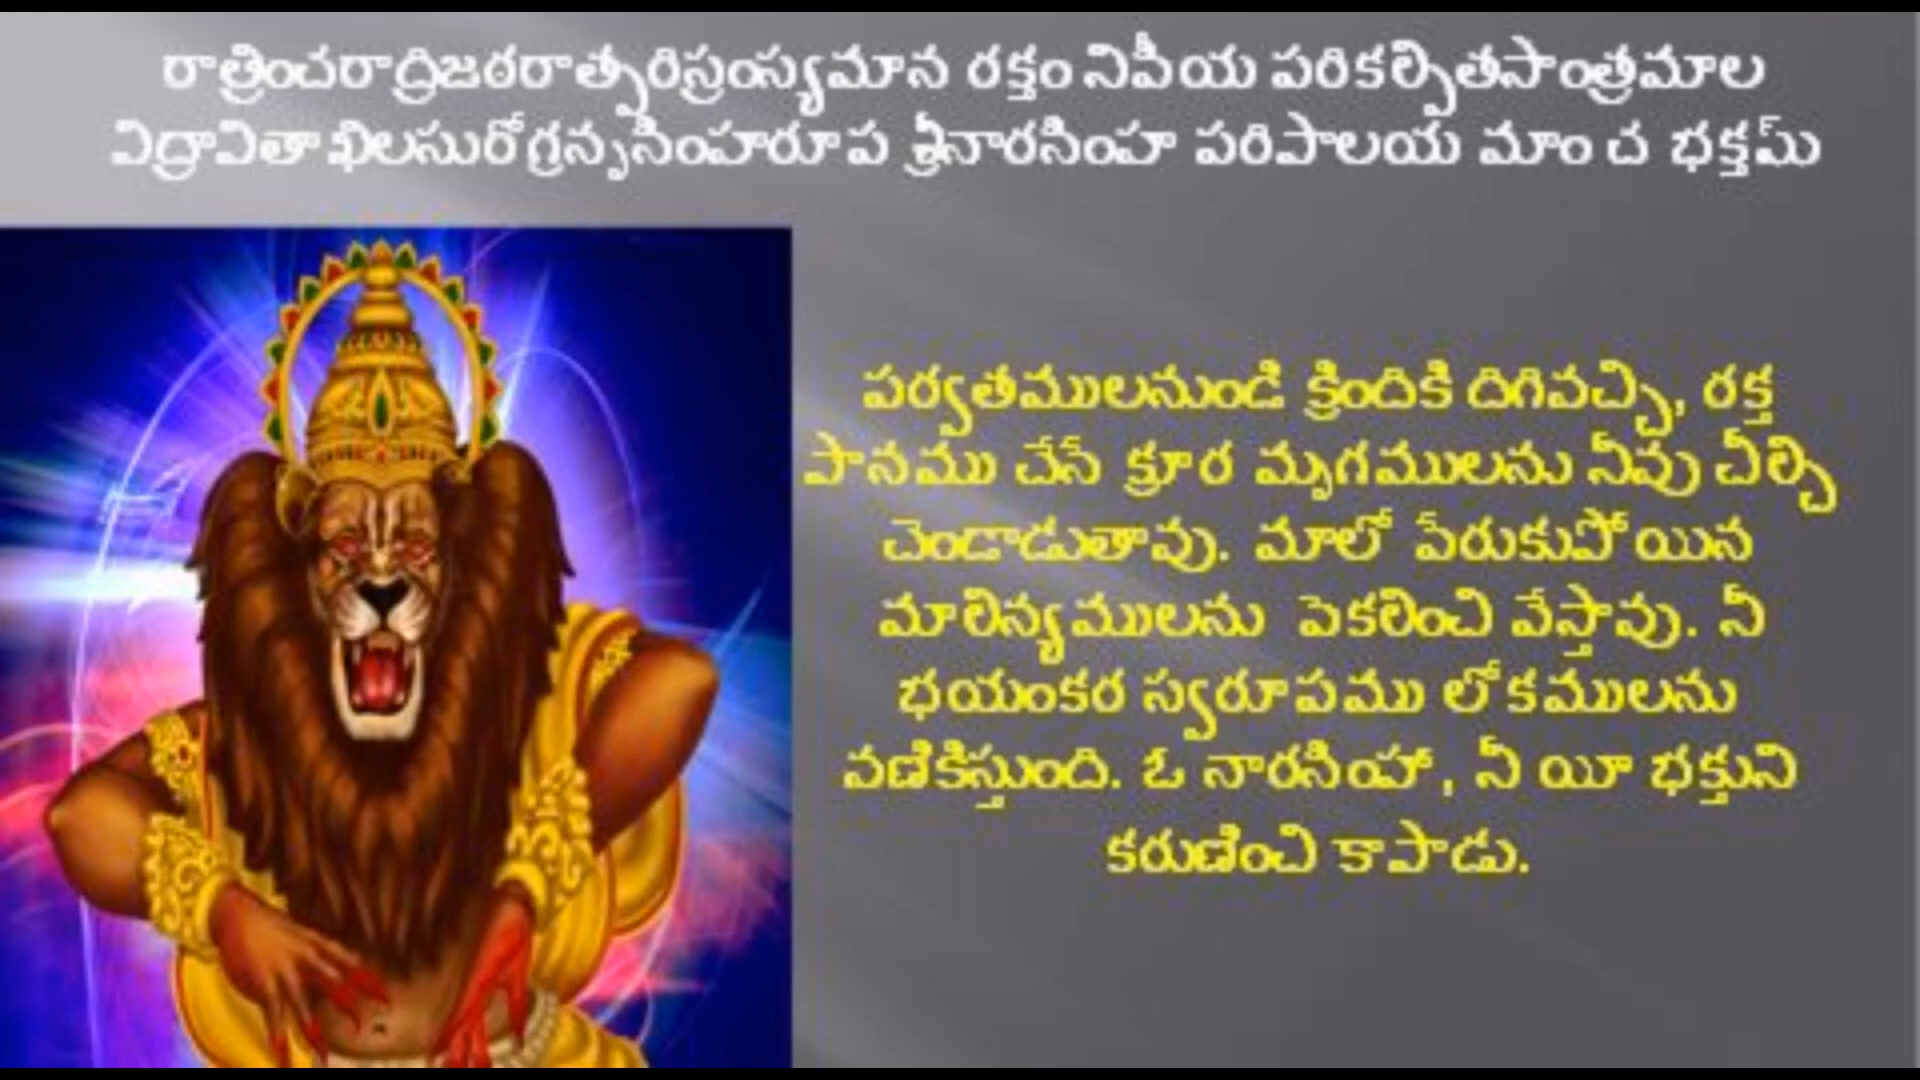 రాత్రించరాద్రిజఠరాత్పరిస్రంస్యమాన రక్తం నిపీయ పరికల్పితసాంత్రమాల
విద్రావితాఖిలసురోగ్రనృసింహరూప శ్రీనారసింహ పరిపాలయ మాం చ భక్తమ్
పర్వతములనుండి క్రిందికి దిగివచ్చి, రక్త
పానము చేసే క్రూర మృగములను నీవు చీల్చి
చెండాడుతావు. మాలో పేరుకుపోయిన
మాలిన్యములను పెకలించి వేస్తావు. నీ
భయంకర స్వరూపము లోకములను
వణికిస్తుంది. ఓ నారసింహా, నీ యీ భక్తుని
కరుణించి కాపాడు.